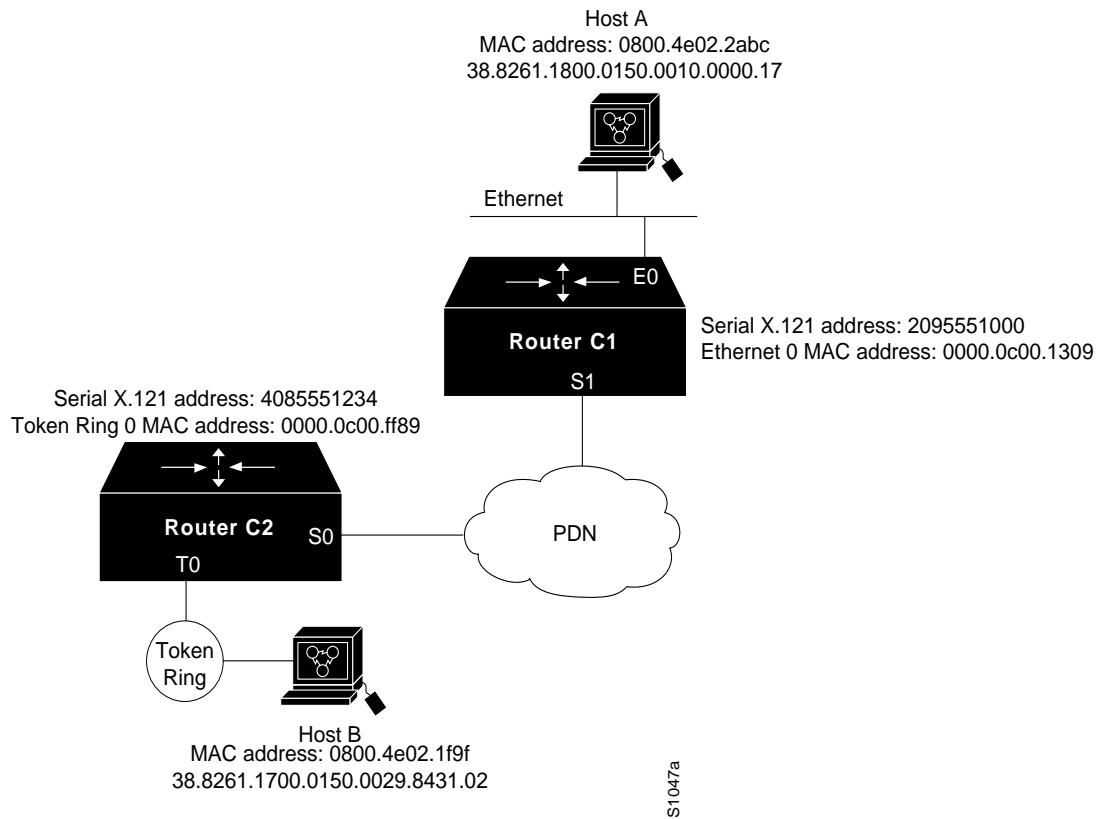 Host A
MAC address: 0800.4e02.2abc
38.8261.1800.0150.0010.0000.17
Ethernet
E0
Router C1
S1
Serial X.121 address: 2095551000
Ethernet 0 MAC address: 0000.0c00.1309
Serial X.121 address: 4085551234
Token Ring 0 MAC address: 0000.0c00.ff89
Router C2
S0
T0
PDN
Token
Ring
Host B
MAC address: 0800.4e02.1f9f
38.8261.1700.0150.0029.8431.02
S1047a